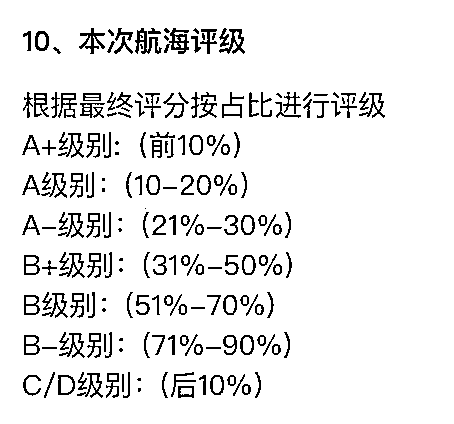 10、本次航海评级
根据最终评分按占比进行评级
A+级别:（前10%）
A级别：（10–20%）
A–级别：（21%–30%）
B+级别：（31%–50%）
B级别：（51%–70%）
B–级别：（71%–90%）
C/D级别：（后10%）